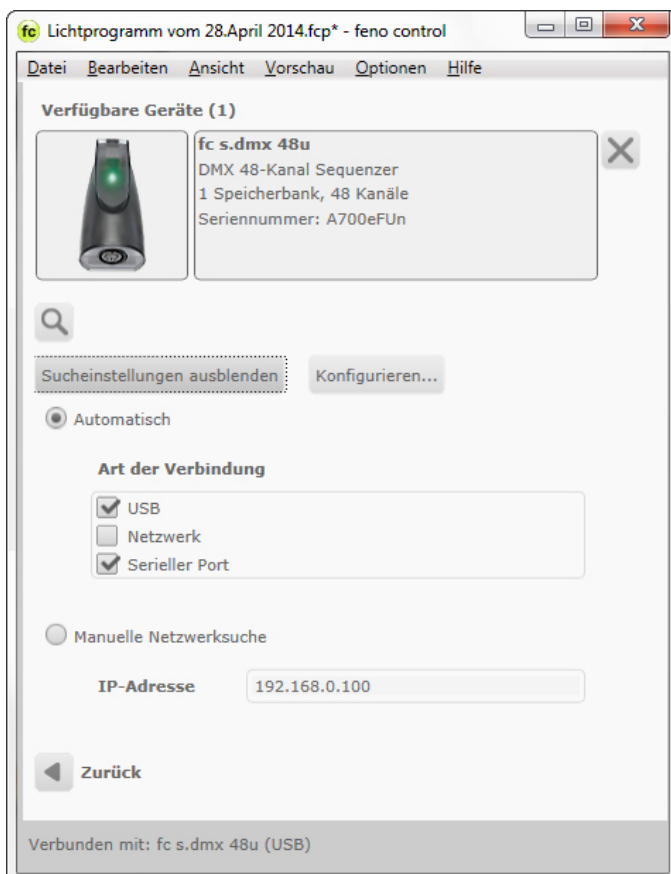 fc Lichtprogramm vom 28.April 2014.fcp* - feno control
Datei Bearbeiten Ansicht Vorschau Optionen Hilfe
Verfügbare Geräte (1)
fc s.dmx 48u
DMX 48-Kanal Sequenzer
1 Speicherbank, 48 Kanäle
Seriennummer: A700eFUn
Sucheinstellungen ausblenden Konfigurieren...
Automatisch
Art der Verbindung
USB
Netzwerk
Serieller Port
Manuelle Netzwerksuche
IP-Adresse 192.168.0.100
Zurück
Verbunden mit: fc s.dmx 48u (USB)